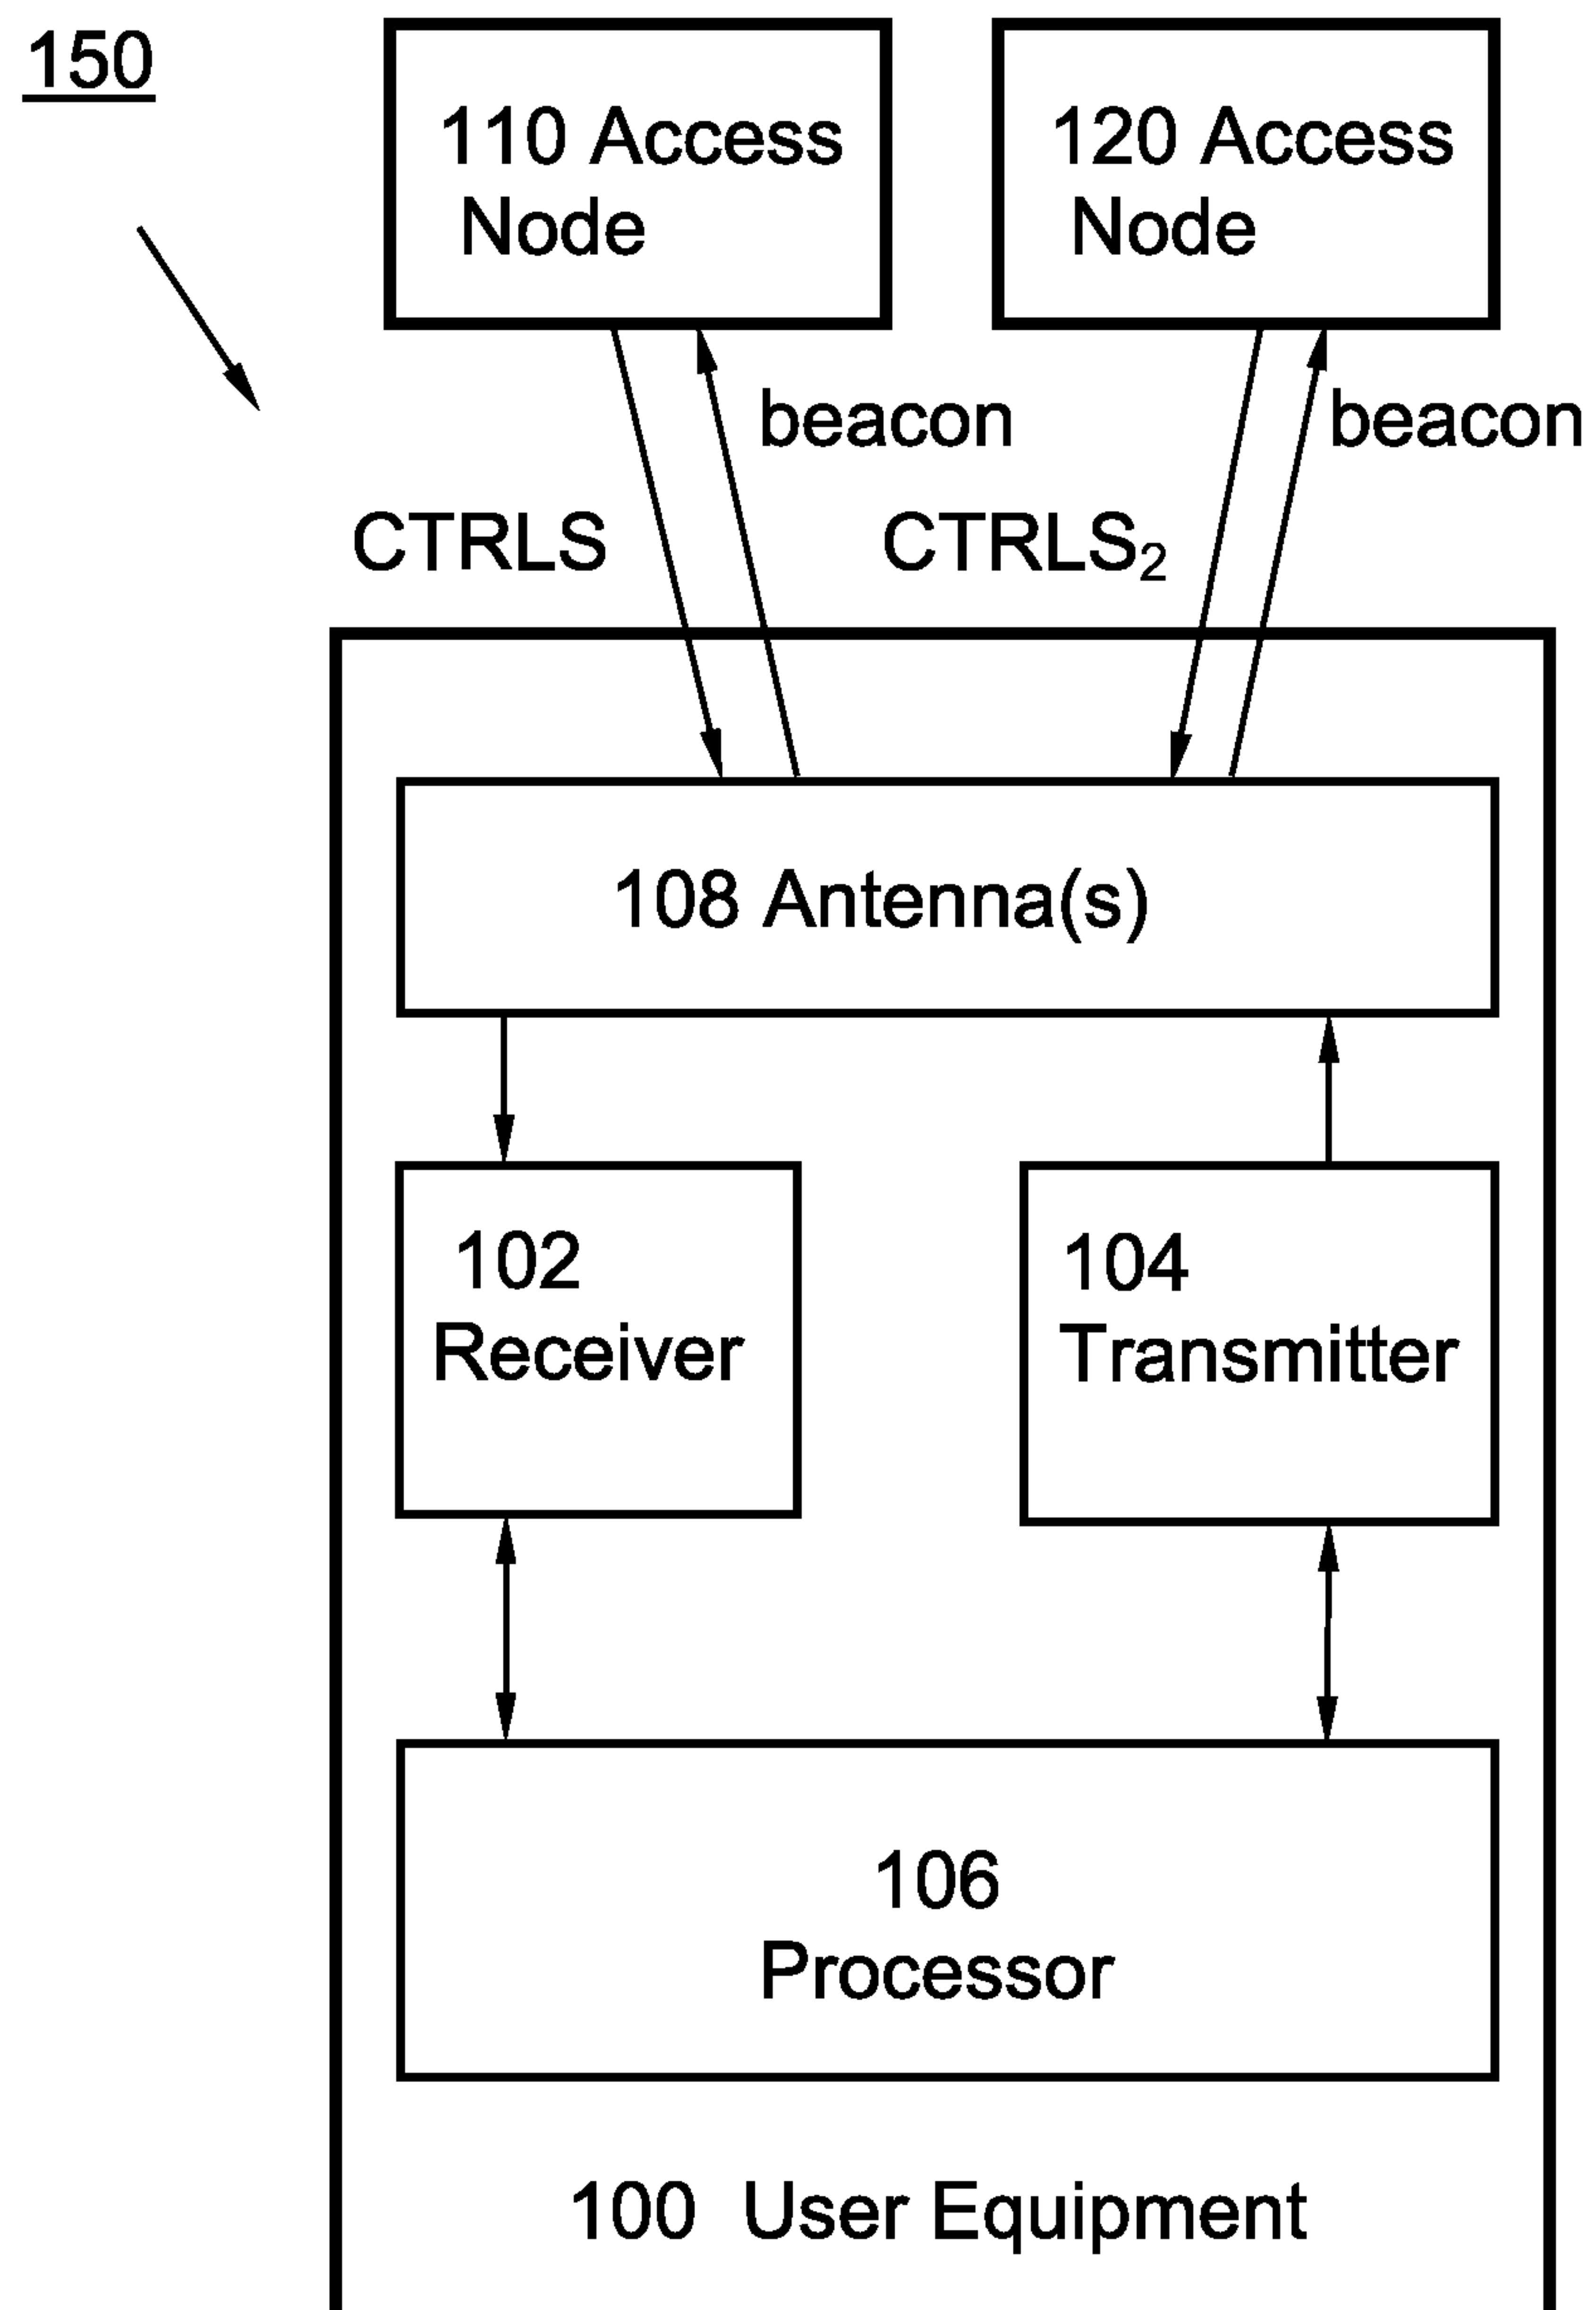 150
110 Access
Node
120 Access
Node
beacon
beacon
CTRLS
CTRLS₂
108 Antenna(s)
102
Receiver
104
Transmitter
106
Processor
100 User Equipment